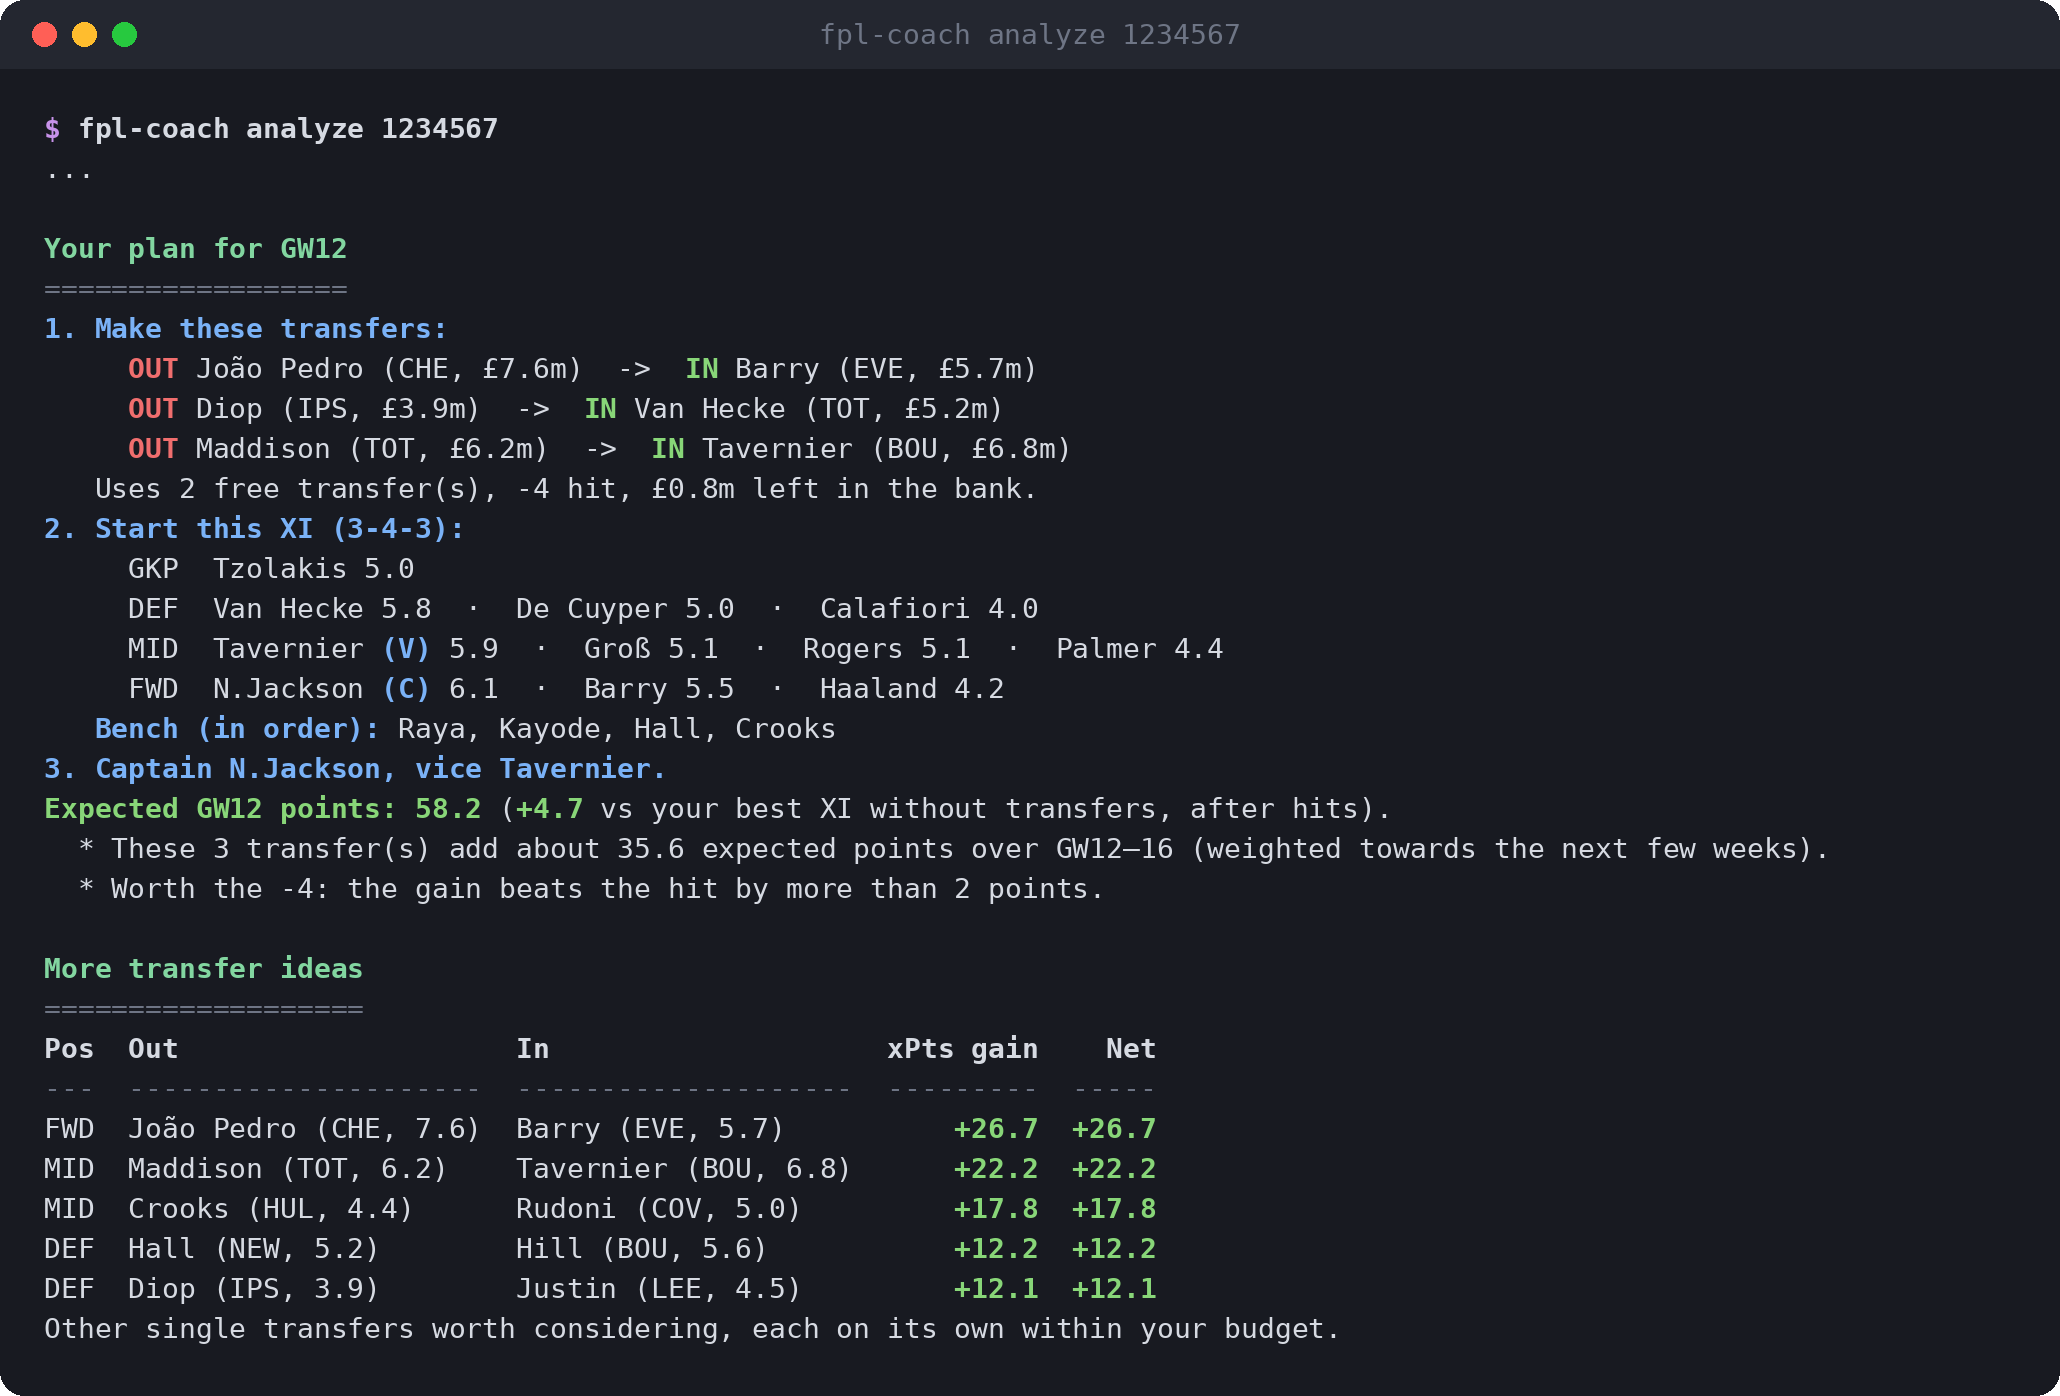 fpl-coach analyze 1234567
$ fpl-coach analyze 1234567
...
Your plan for GW12
==================
1. Make these transfers:
OUT João Pedro (CHE, £7.6m)  ->  IN Barry (EVE, £5.7m)
OUT Diop (IPS, £3.9m)  ->  IN Van Hecke (TOT, £5.2m)
OUT Maddison (TOT, £6.2m)  ->  IN Tavernier (BOU, £6.8m)
Uses 2 free transfer(s), -4 hit, £0.8m left in the bank.
2. Start this XI (3-4-3):
GKP  Tzolakis 5.0
DEF  Van Hecke 5.8  ·  De Cuyper 5.0  ·  Calafiori 4.0
MID  Tavernier (V) 5.9  ·  Groß 5.1  ·  Rogers 5.1  ·  Palmer 4.4
FWD  N.Jackson (C) 6.1  ·  Barry 5.5  ·  Haaland 4.2
Bench (in order): Raya, Kayode, Hall, Crooks
3. Captain N.Jackson, vice Tavernier.
Expected GW12 points: 58.2 (+4.7 vs your best XI without transfers, after hits).
* These 3 transfer(s) add about 35.6 expected points over GW12–16 (weighted towards the next few weeks).
* Worth the -4: the gain beats the hit by more than 2 points.
More transfer ideas
===================
Pos  Out                    In                    xPts gain    Net
---  ---------------------  --------------------  ---------  -----
FWD  João Pedro (CHE, 7.6)  Barry (EVE, 5.7)          +26.7  +26.7
MID  Maddison (TOT, 6.2)    Tavernier (BOU, 6.8)      +22.2  +22.2
MID  Crooks (HUL, 4.4)      Rudoni (COV, 5.0)         +17.8  +17.8
DEF  Hall (NEW, 5.2)        Hill (BOU, 5.6)           +12.2  +12.2
DEF  Diop (IPS, 3.9)        Justin (LEE, 4.5)         +12.1  +12.1
Other single transfers worth considering, each on its own within your budget.